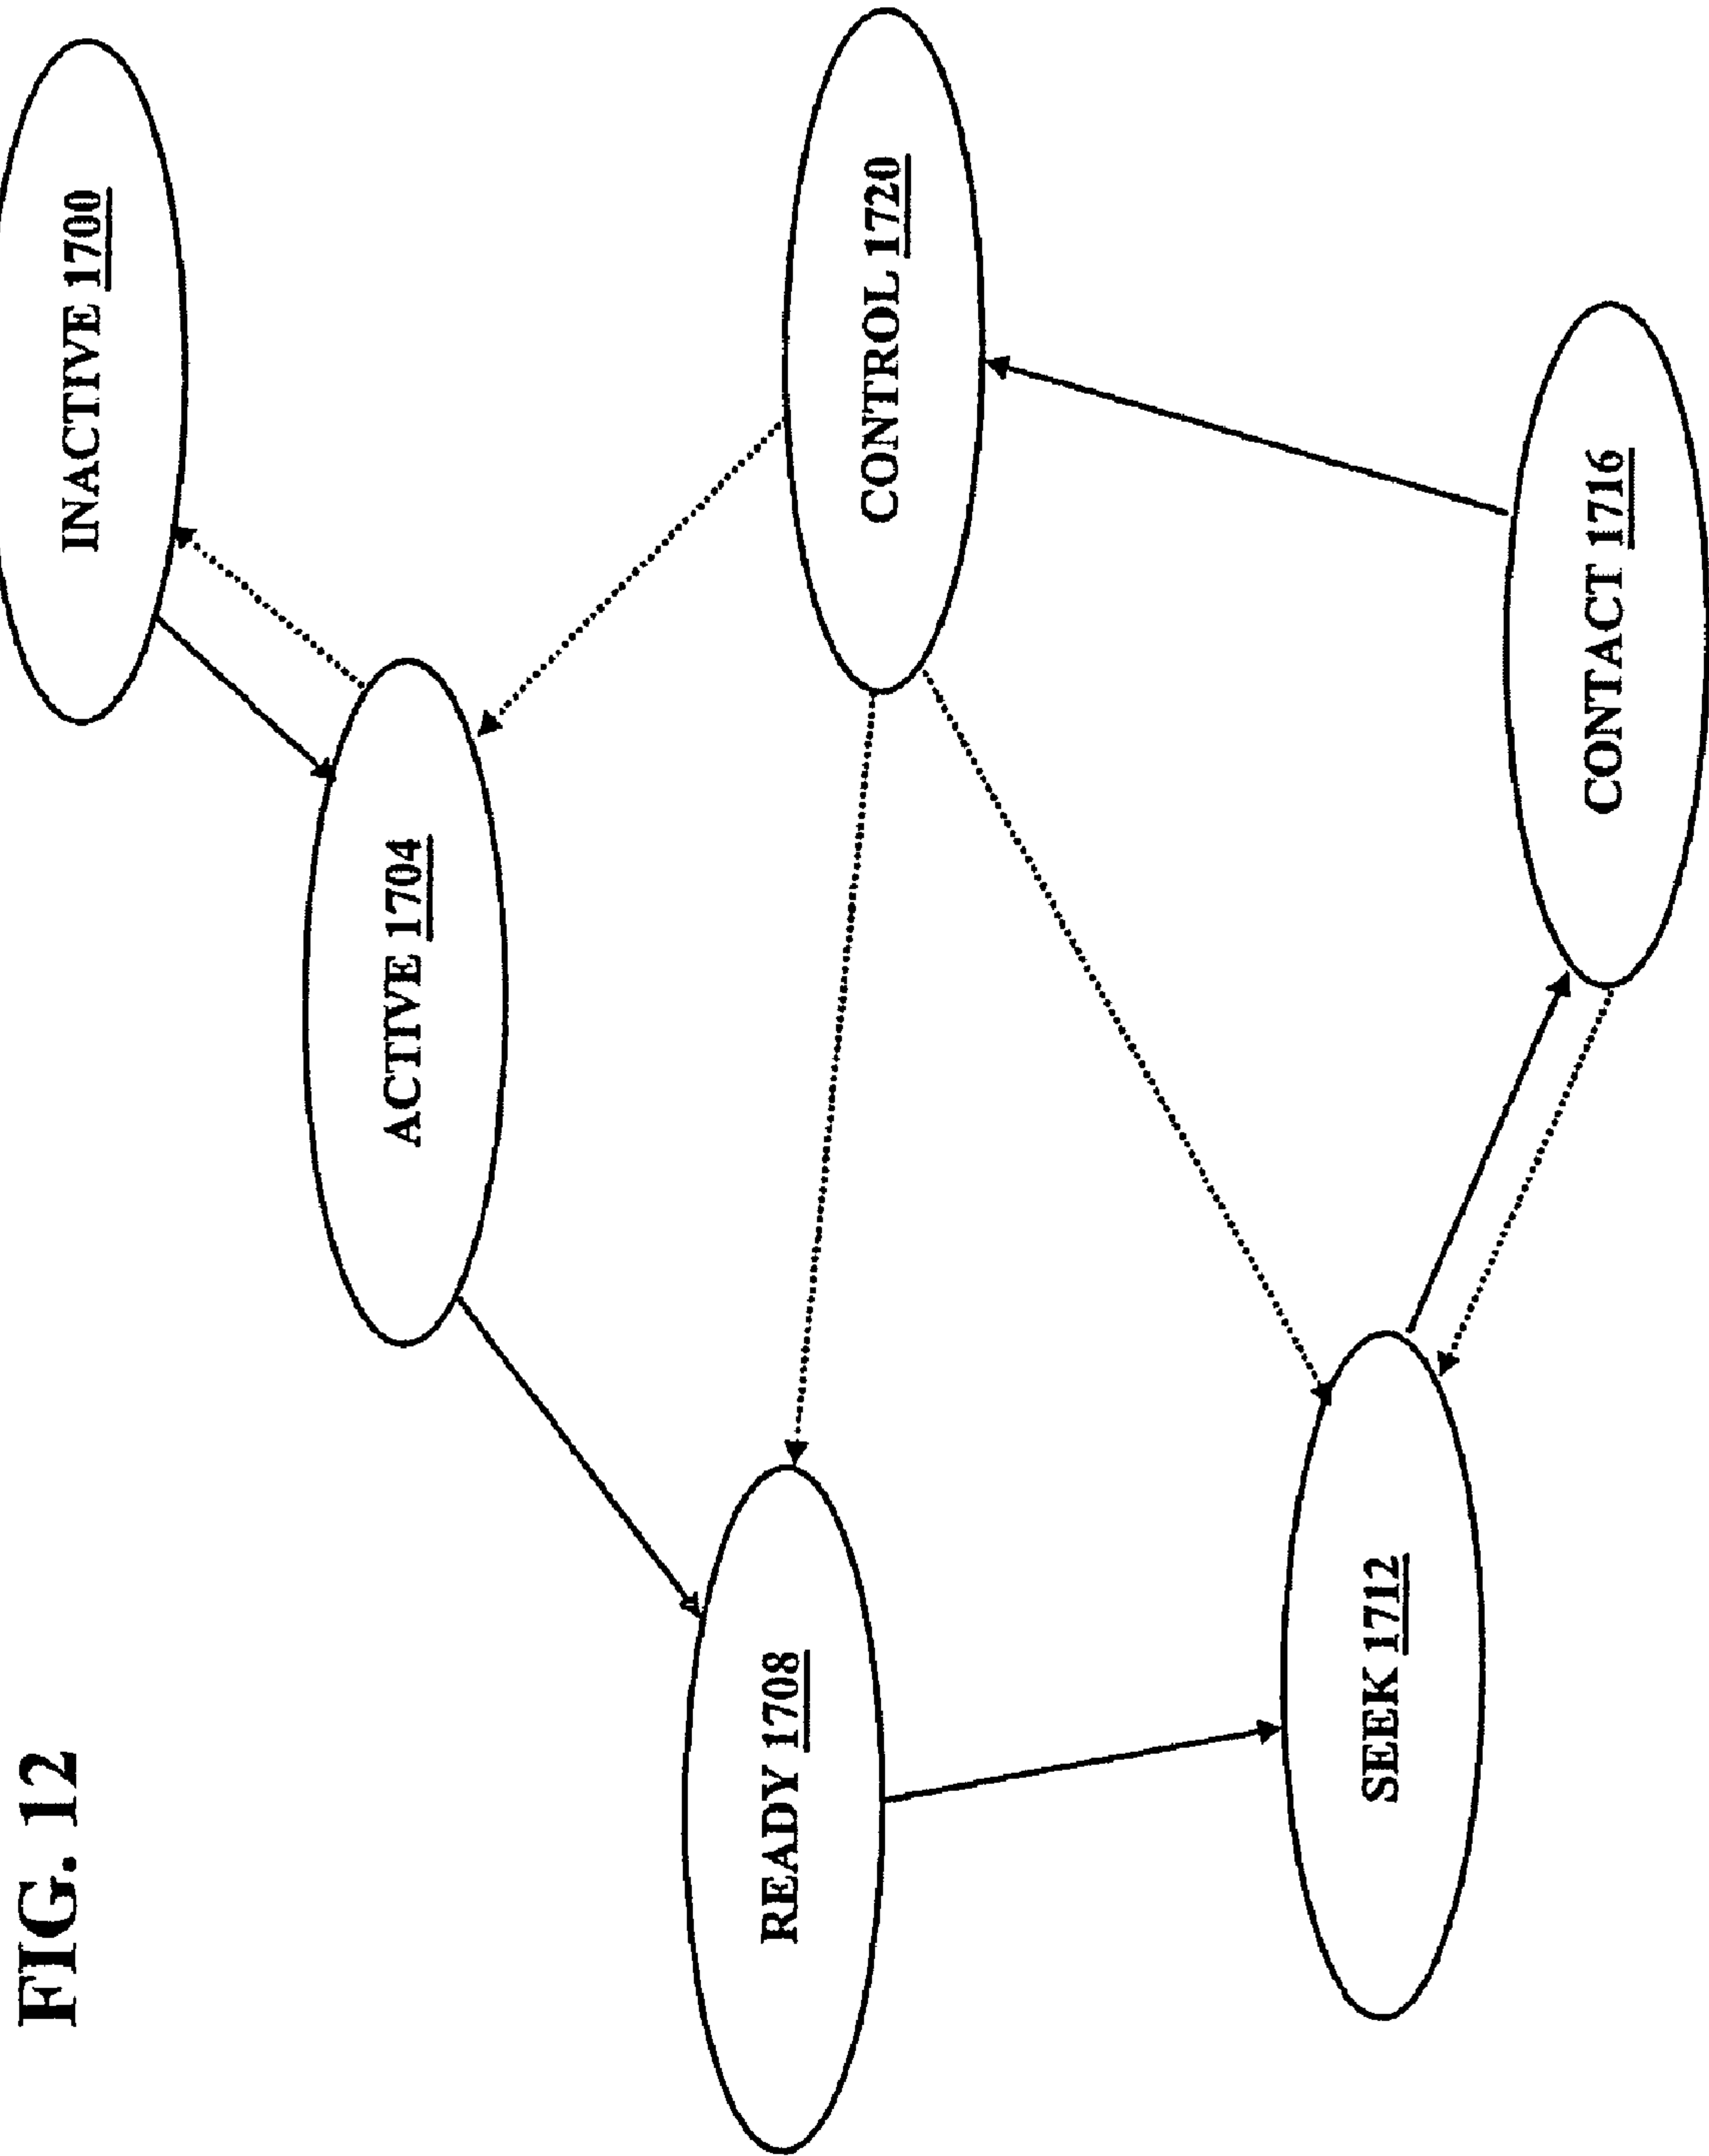 FIG. 12
INACTIVE 1700
ACTIVE 1704
READY 1708
CONTROL 1720
SEEK 1712
CONTACT 1716